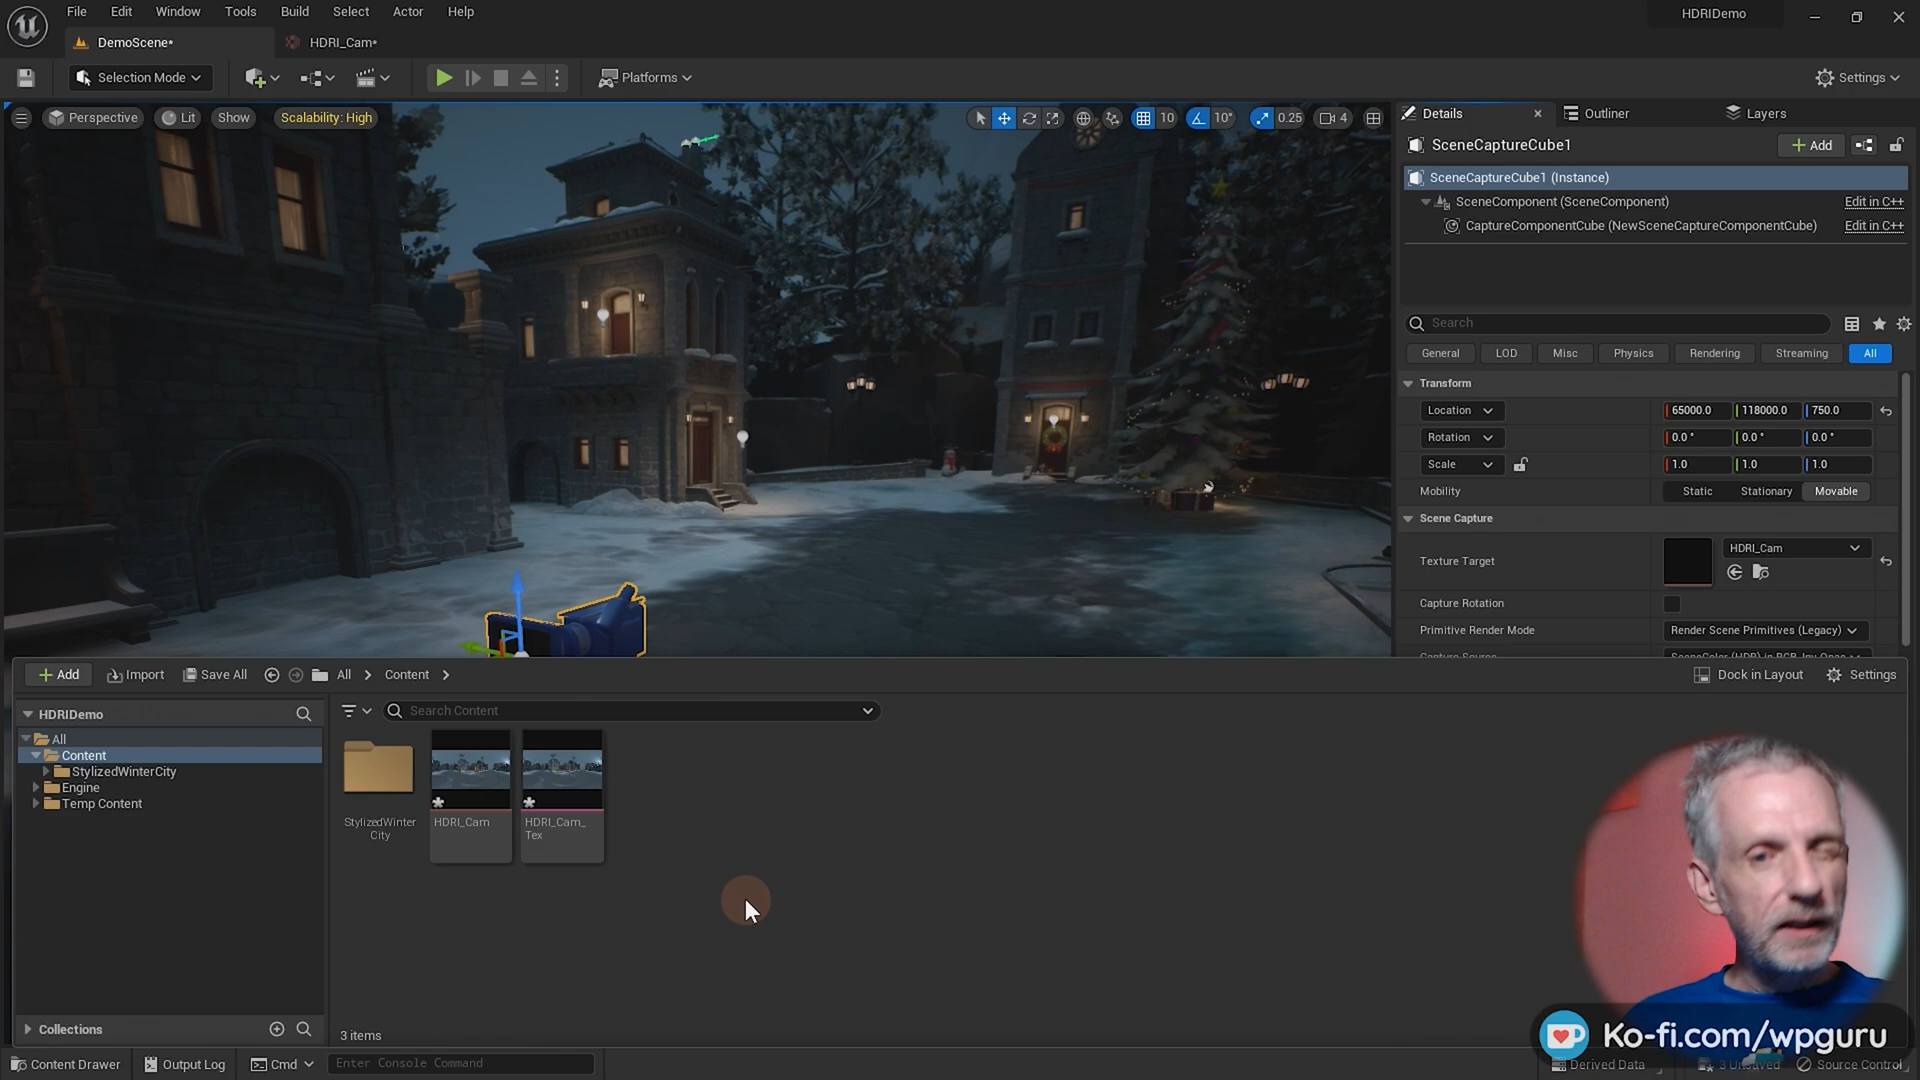 File Edit Window Tools Build Select Actor Help
HDRIDemo
DemoScene*
HDRI_Cam*
Selection Mode
Platforms
Settings
Perspective
Lit
Show
Scalability: High
10
10°
0.25
4
Details
Outliner
Layers
SceneCaptureCube1
Add
SceneCaptureCube1 (Instance)
SceneComponent (SceneComponent)
Edit in C++
CaptureComponentCube (NewSceneCaptureComponentCube)
Edit in C++
Search
General
LOD
Misc
Physics
Rendering
Streaming
All
Transform
Location
65000.0
118000.0
750.0
Rotation
0.0 °
0.0 °
0.0 °
Scale
1.0
1.0
1.0
Mobility
Static
Stationary
Movable
Scene Capture
Texture Target
HDRI_Cam
Capture Rotation
Primitive Render Mode
Render Scene Primitives (Legacy)
Add
Import
Save All
All
Content
Dock in Layout
Settings
HDRIDemo
Search Content
All
Content
StylizedWinterCity
Engine
Temp Content
StylizedWinter
City
HDRI_Cam
HDRI_Cam_
Tex
Collections
3 items
Ko-fi.com/wpguru
Content Drawer
Output Log
Cmd
Enter Console Command
Derived Data
3 Unsaved
Source Control